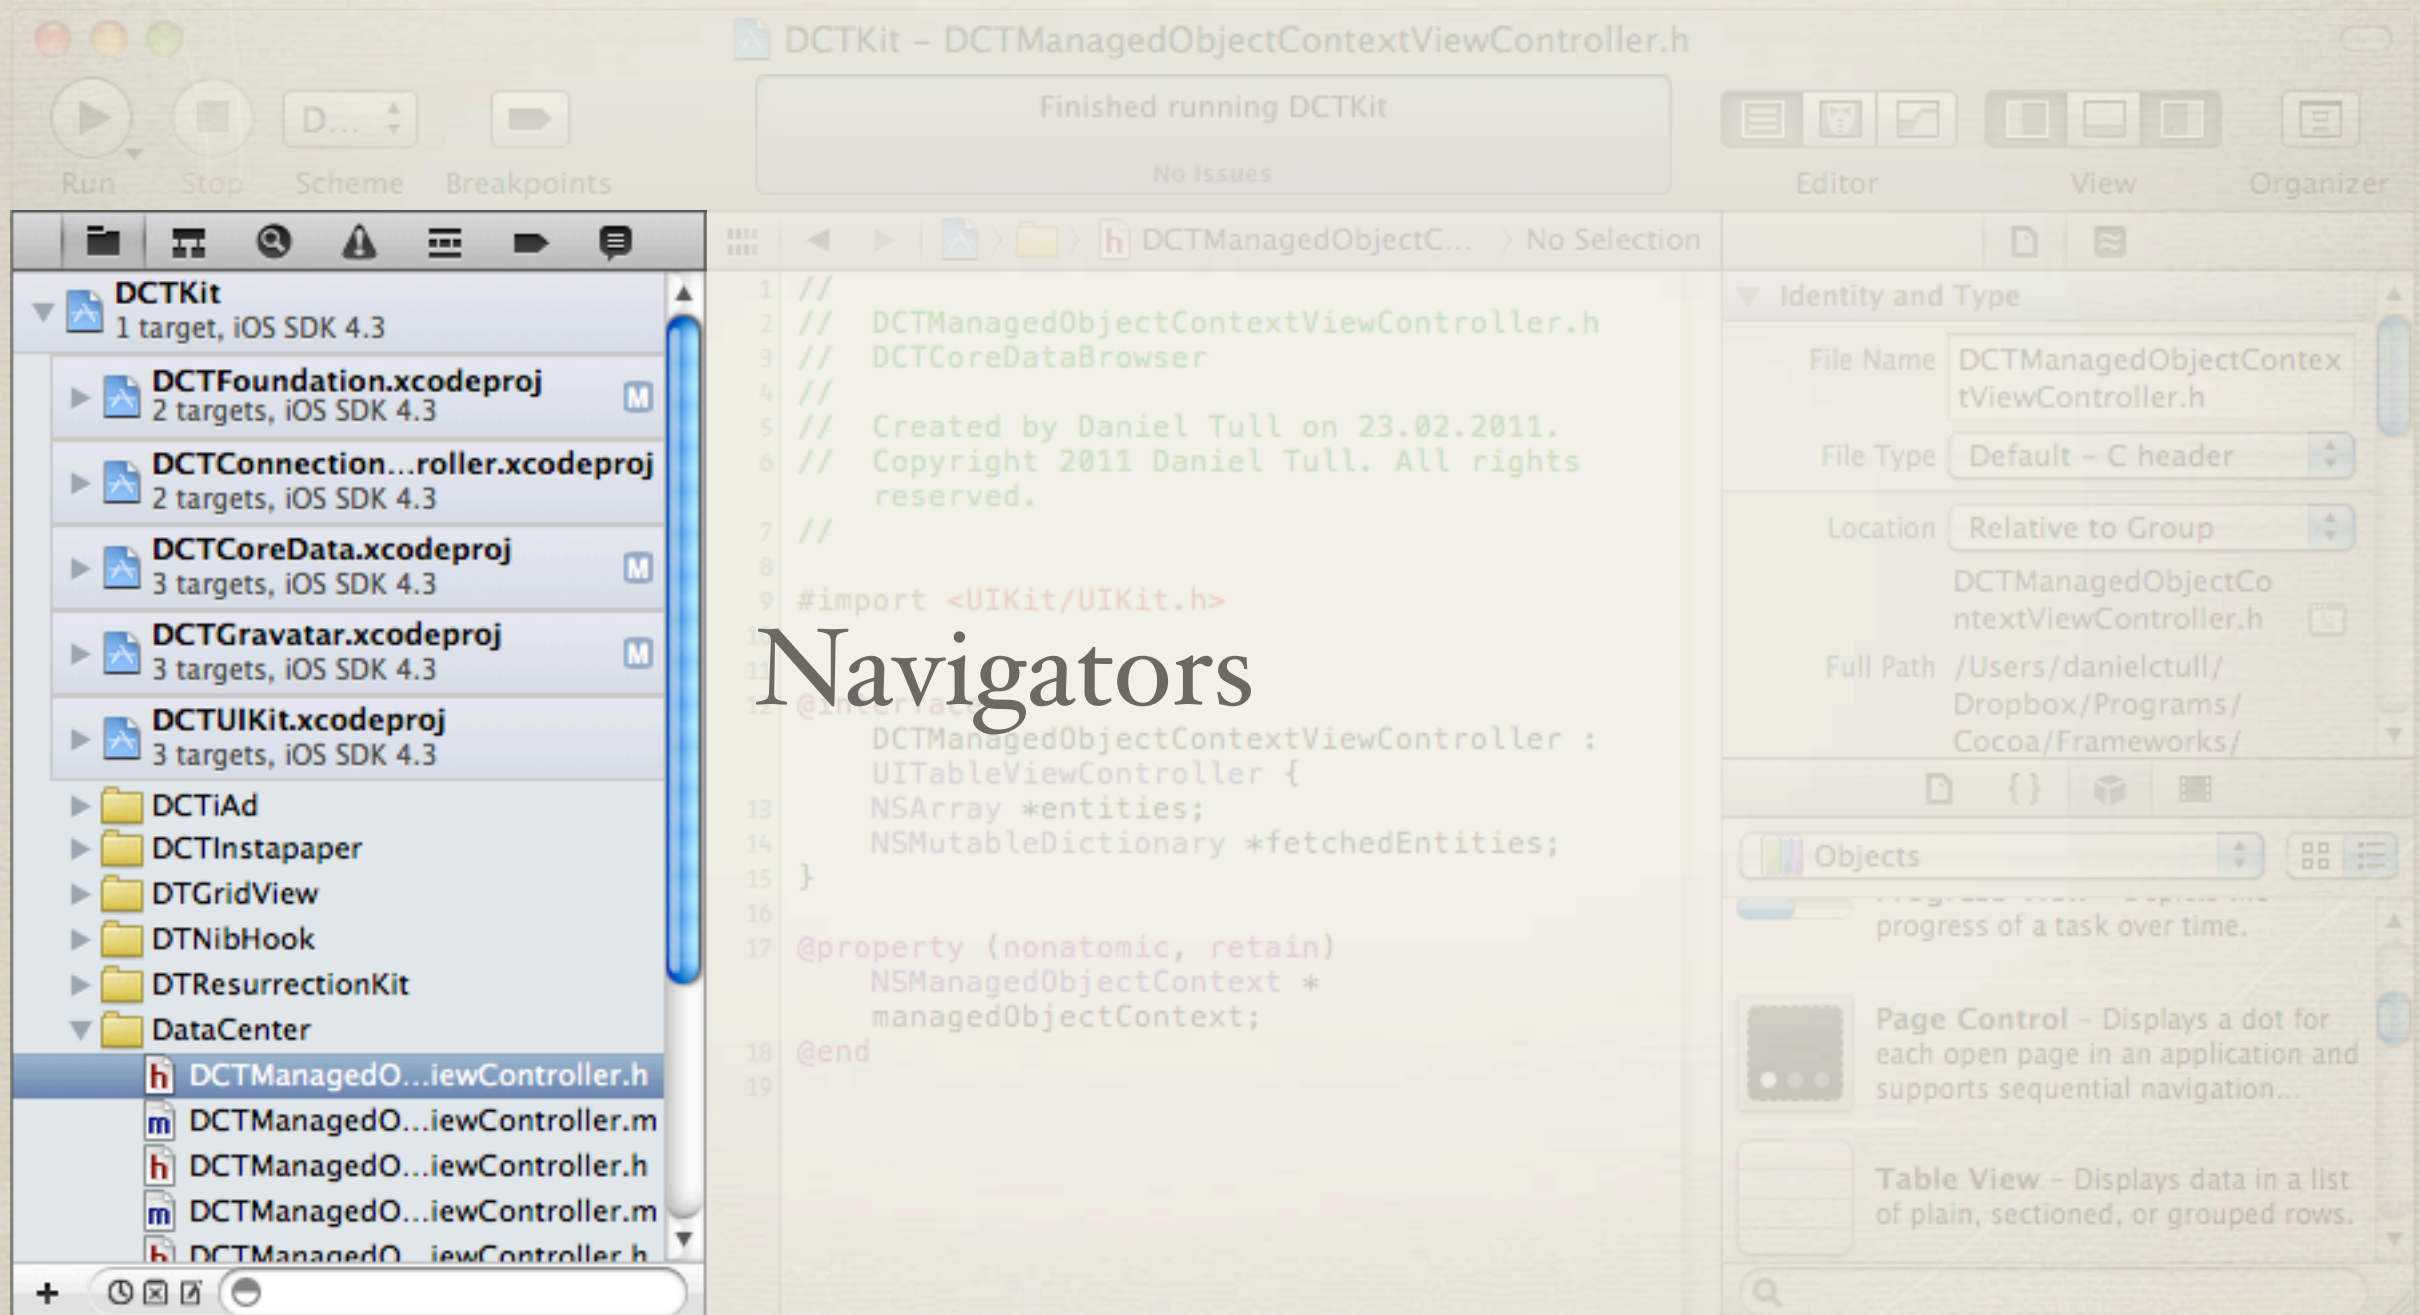 DCTKit – DCTManagedObjectContextViewController.h
Finished running DCTKit
No Issues
D...
Run
Stop
Scheme
Breakpoints
Editor
View
Organizer
DCTKit
1 target, iOS SDK 4.3
DCTFoundation.xcodeproj
2 targets, iOS SDK 4.3
M
DCTConnection...roller.xcodeproj
2 targets, iOS SDK 4.3
DCTCoreData.xcodeproj
3 targets, iOS SDK 4.3
M
DCTGravatar.xcodeproj
3 targets, iOS SDK 4.3
M
DCTUIKit.xcodeproj
3 targets, iOS SDK 4.3
DCTiAd
DCTInstapaper
DTGridView
DTNibHook
DTResurrectionKit
DataCenter
h DCTManagedO...iewController.h
m DCTManagedO...iewController.m
h DCTManagedO...iewController.h
m DCTManagedO...iewController.m
h DCTManagedO...iewController.h
+
h DCTManagedObjectC... No Selection
1 //
2 // DCTManagedObjectContextViewController.h
3 // DCTCoreDataBrowser
4 //
5 // Created by Daniel Tull on 23.02.2011.
6 // Copyright 2011 Daniel Tull. All rights
reserved.
7 //
8
9 #import <UIKit/UIKit.h>
10
Navigators
11
12 @interface
DCTManagedObjectContextViewController :
UITableViewController {
13 NSArray *entities;
14 NSMutableDictionary *fetchedEntities;
15 }
16
17 @property (nonatomic, retain)
NSManagedObjectContext *
managedObjectContext;
18 @end
19
Identity and Type
File Name DCTManagedObjectContex
tViewController.h
File Type Default – C header
Location Relative to Group
DCTManagedObjectCo
ntextViewController.h
Full Path /Users/danielctull/
Dropbox/Programs/
Cocoa/Frameworks/
{ }
Objects
progress of a task over time.
Page Control – Displays a dot for
each open page in an application and
supports sequential navigation...
Table View – Displays data in a list
of plain, sectioned, or grouped rows.